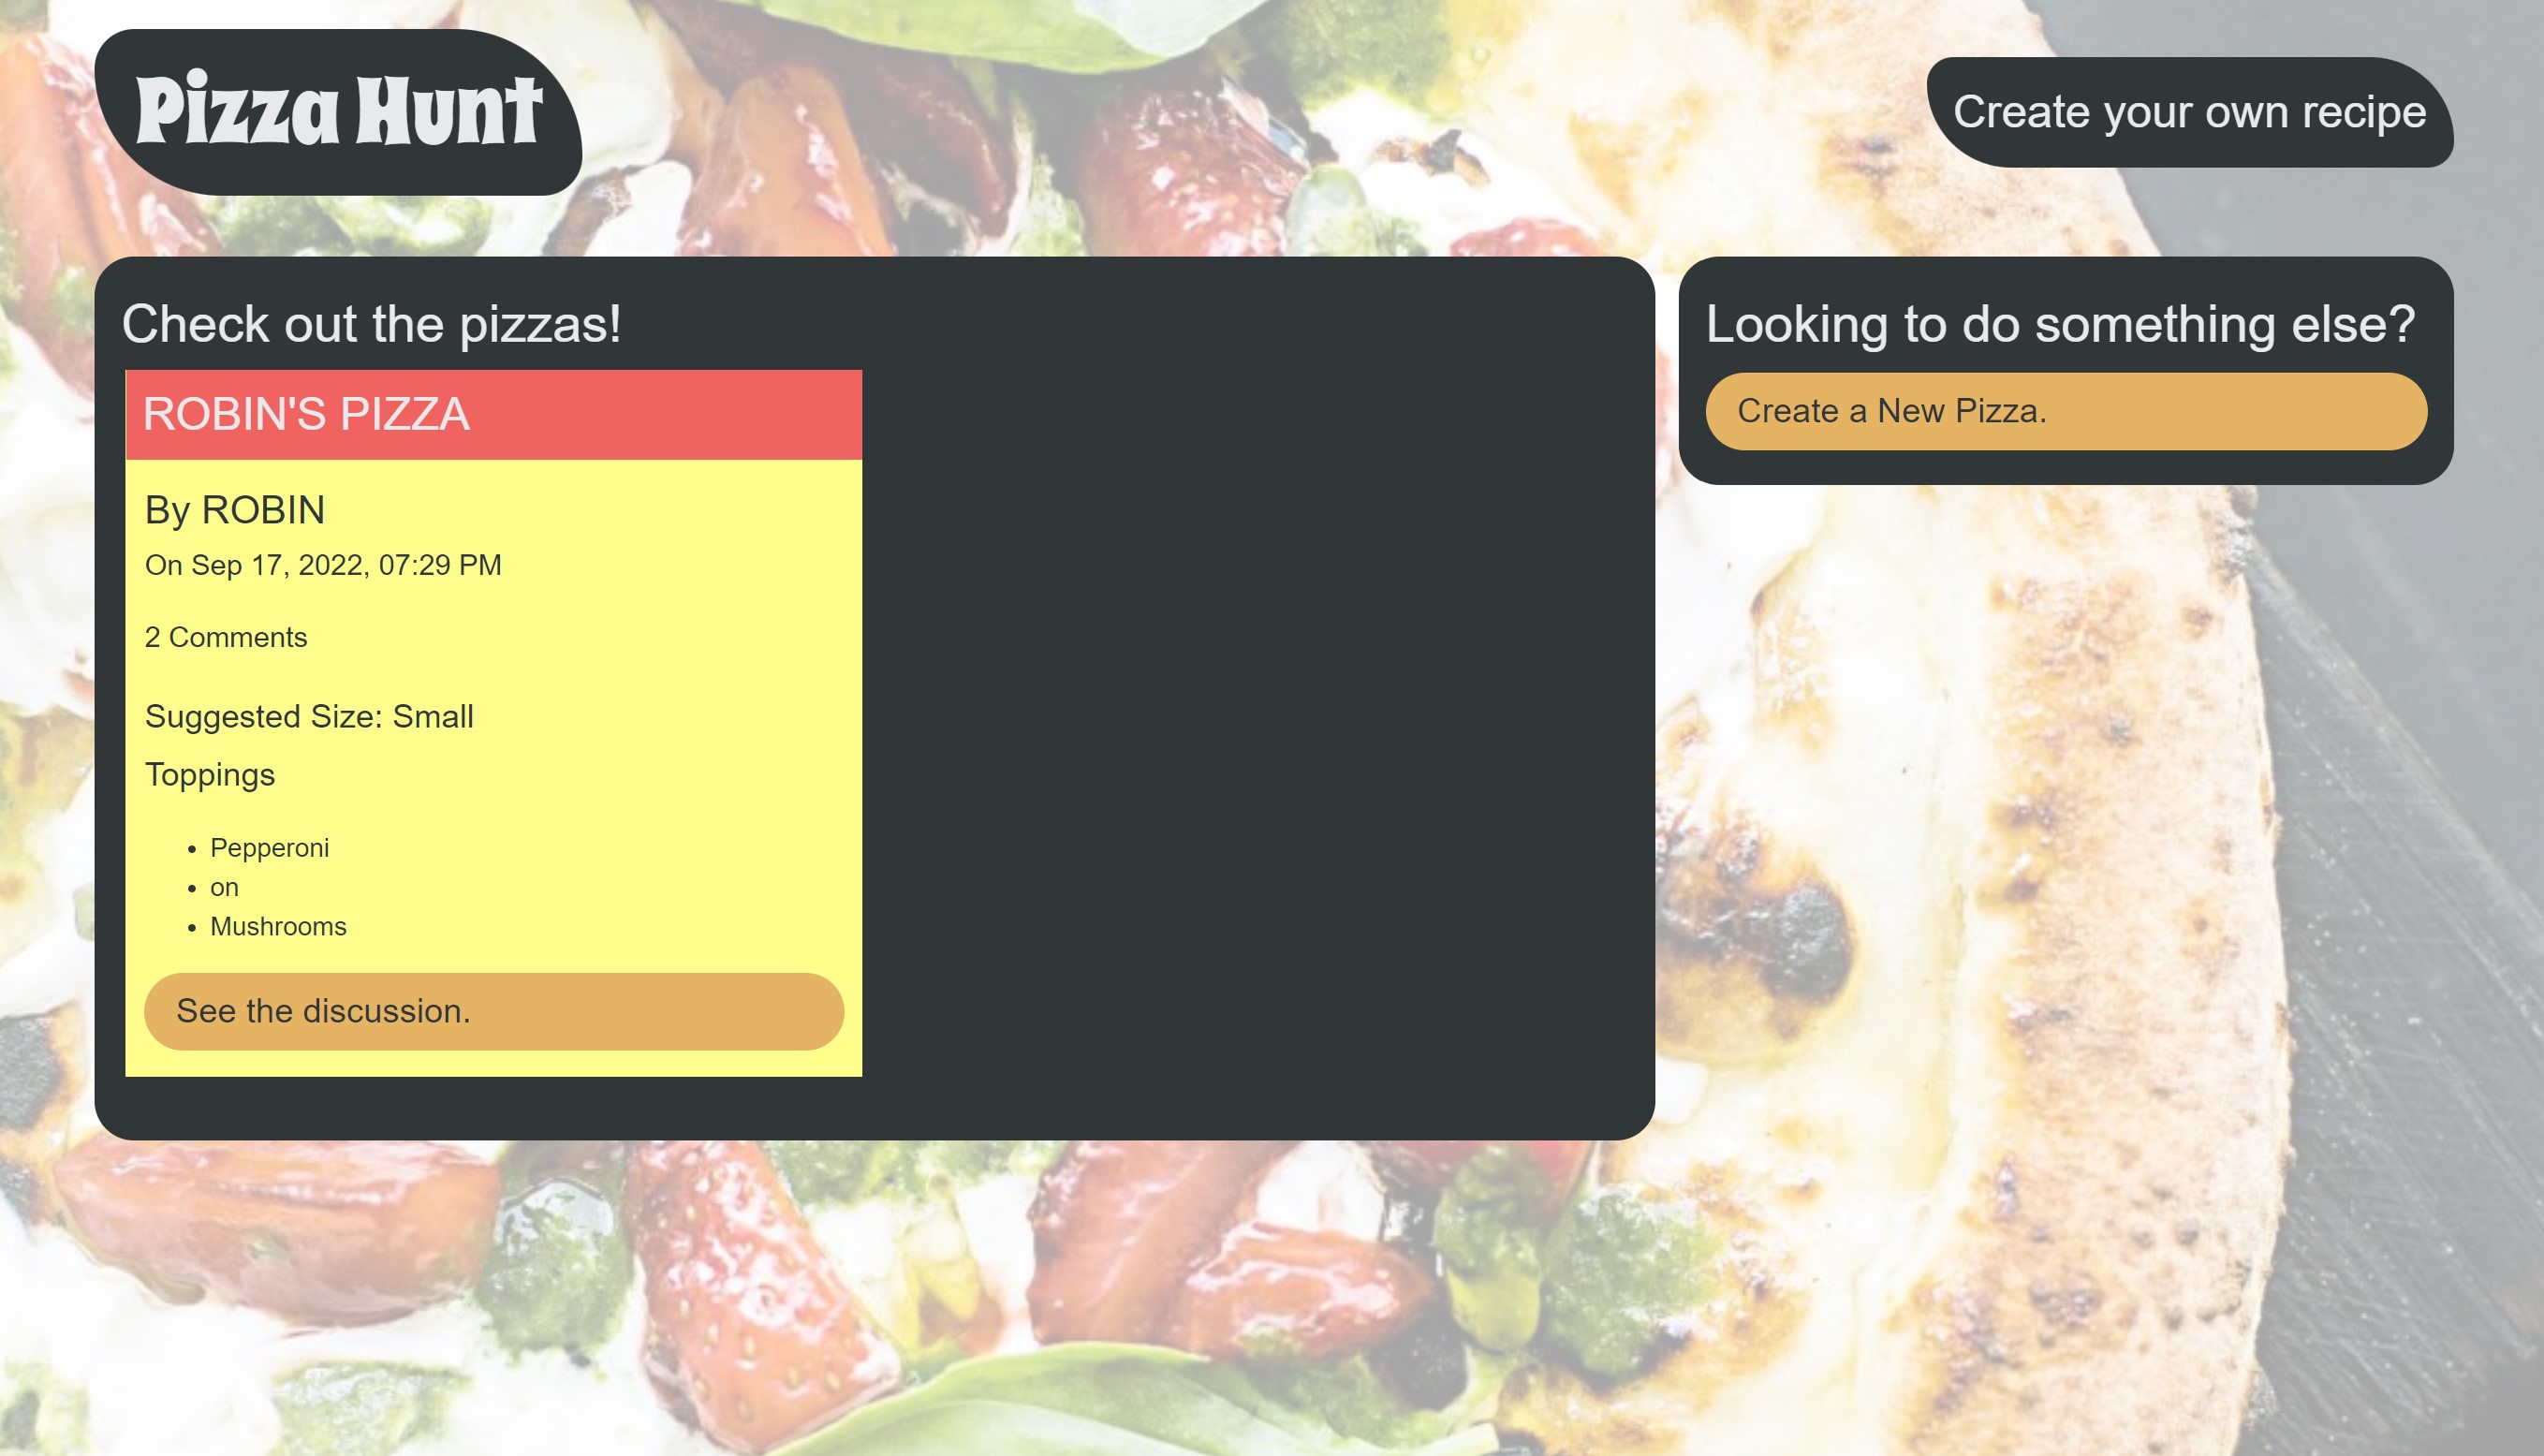 Pizza Hunt
Create your own recipe
Check out the pizzas!
ROBIN'S PIZZA
By ROBIN
On Sep 17, 2022, 07:29 PM
2 Comments
Suggested Size: Small
Toppings
Pepperoni
on
Mushrooms
See the discussion.
Looking to do something else?
Create a New Pizza.